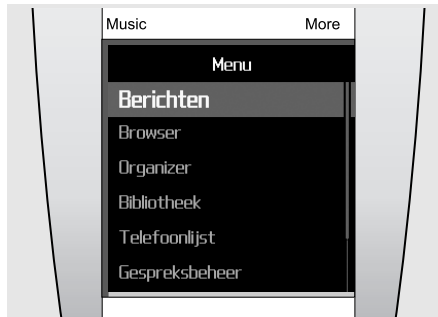 Music More
Menu
Berichten
Browser
Organizer
Bibliotheek
Telefoonlijst
Gespreksbeheer